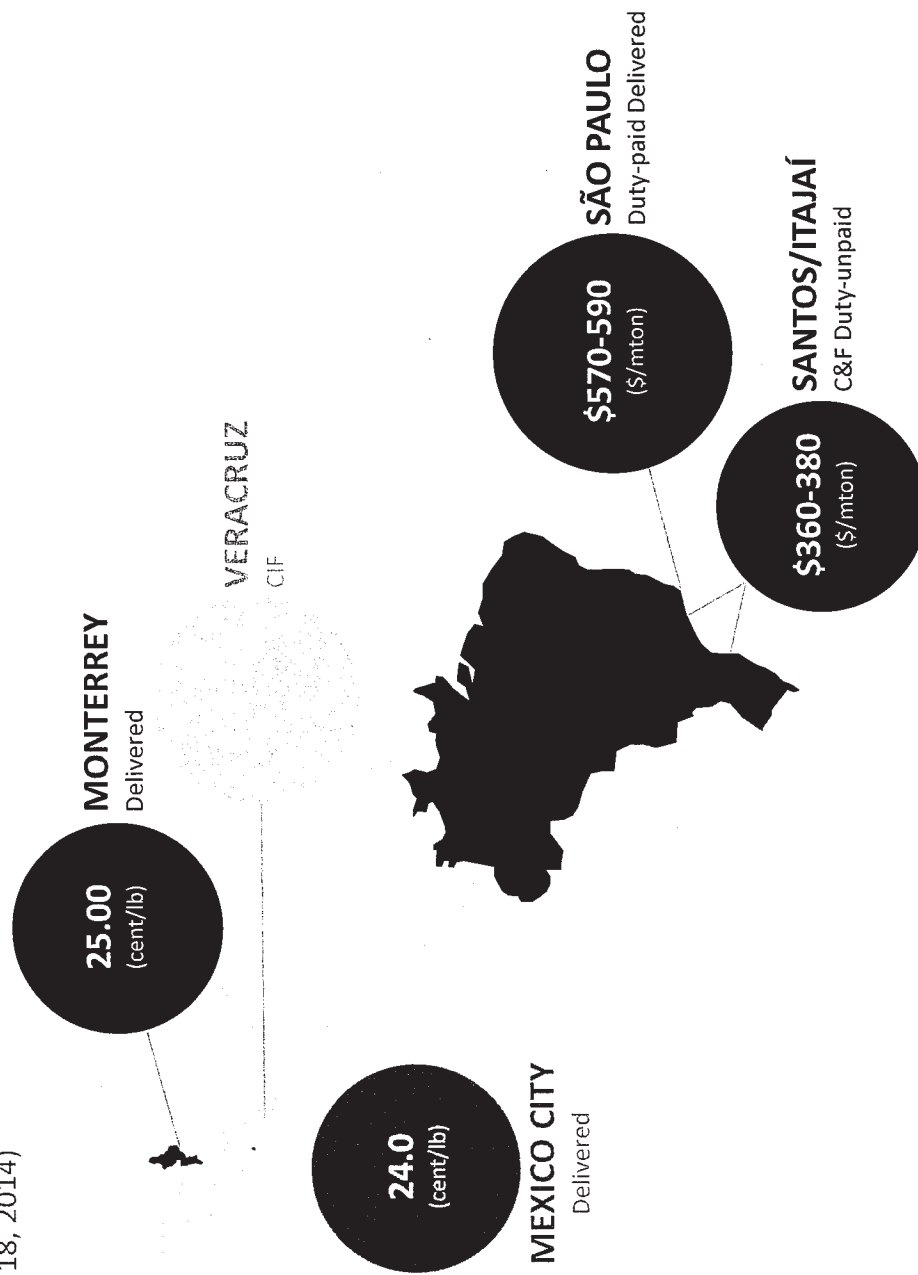 18, 2014)
25.00
(cent/lb)
MONTERREY
Delivered
VERACRUZ
CIF
24.0
(cent/lb)
MEXICO CITY
Delivered
$570-590
($/mton)
SÃO PAULO
Duty-paid Delivered
$360-380
($/mton)
SANTOS/ITAJAÍ
C&F Duty-unpaid